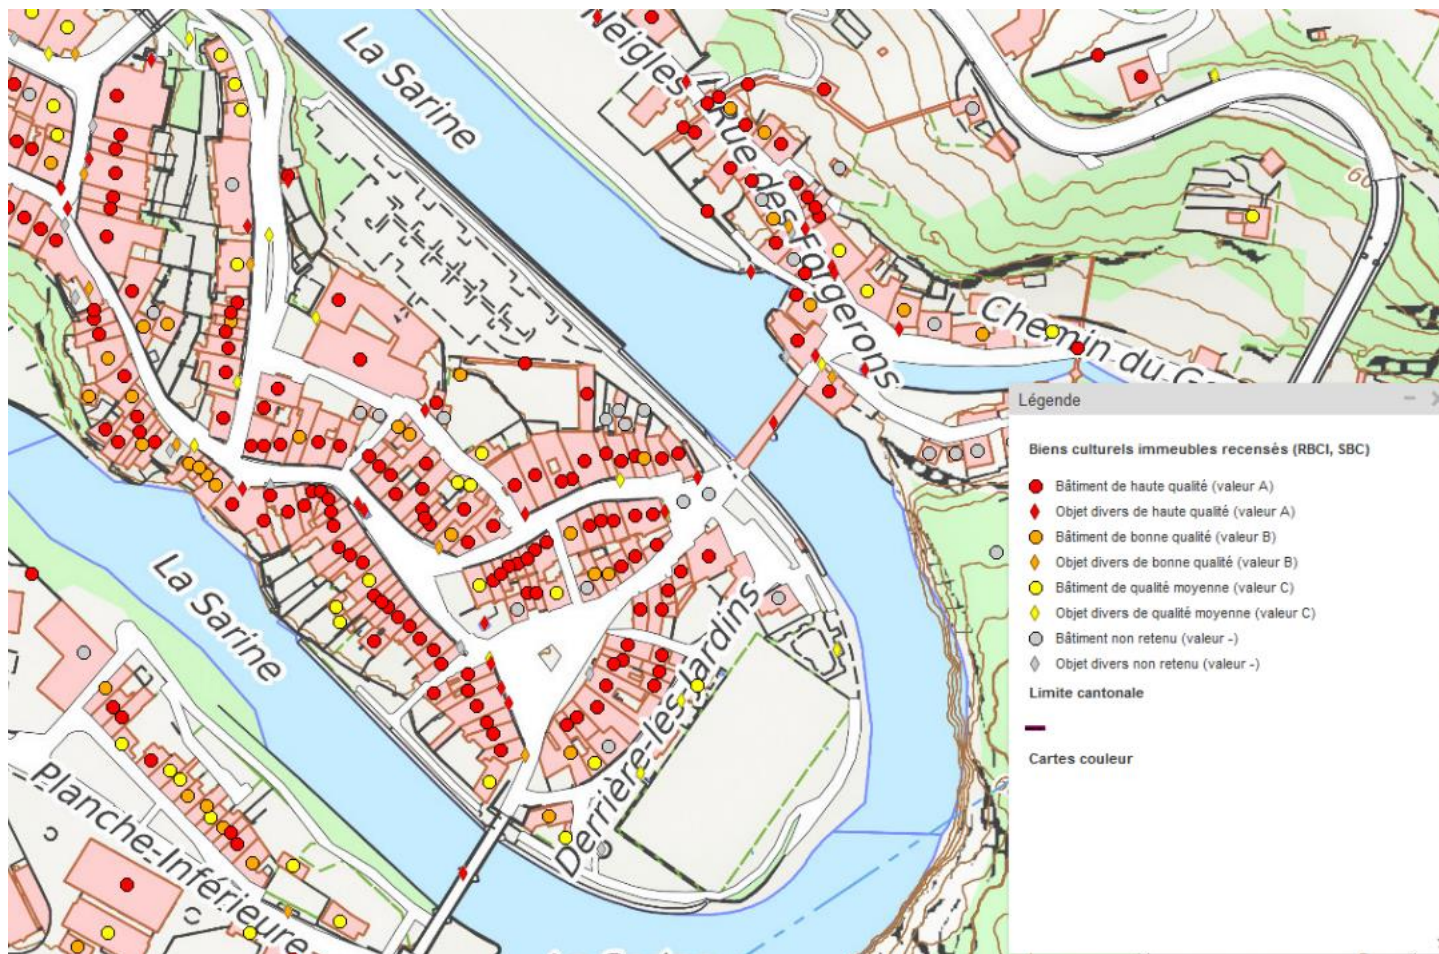 La Sarine
Neigles
Rue des Forgerons
60
Chemin du G
La Sarine
Derrière-les-Jardins
Planche-Inférieure
Légende
Biens culturels immeubles recensés (RBCI, SBC)
Bâtiment de haute qualité (valeur A)
Objet divers de haute qualité (valeur A)
Bâtiment de bonne qualité (valeur B)
Objet divers de bonne qualité (valeur B)
Bâtiment de qualité moyenne (valeur C)
Objet divers de qualité moyenne (valeur C)
Bâtiment non retenu (valeur -)
Objet divers non retenu (valeur -)
Limite cantonale
Cartes couleur